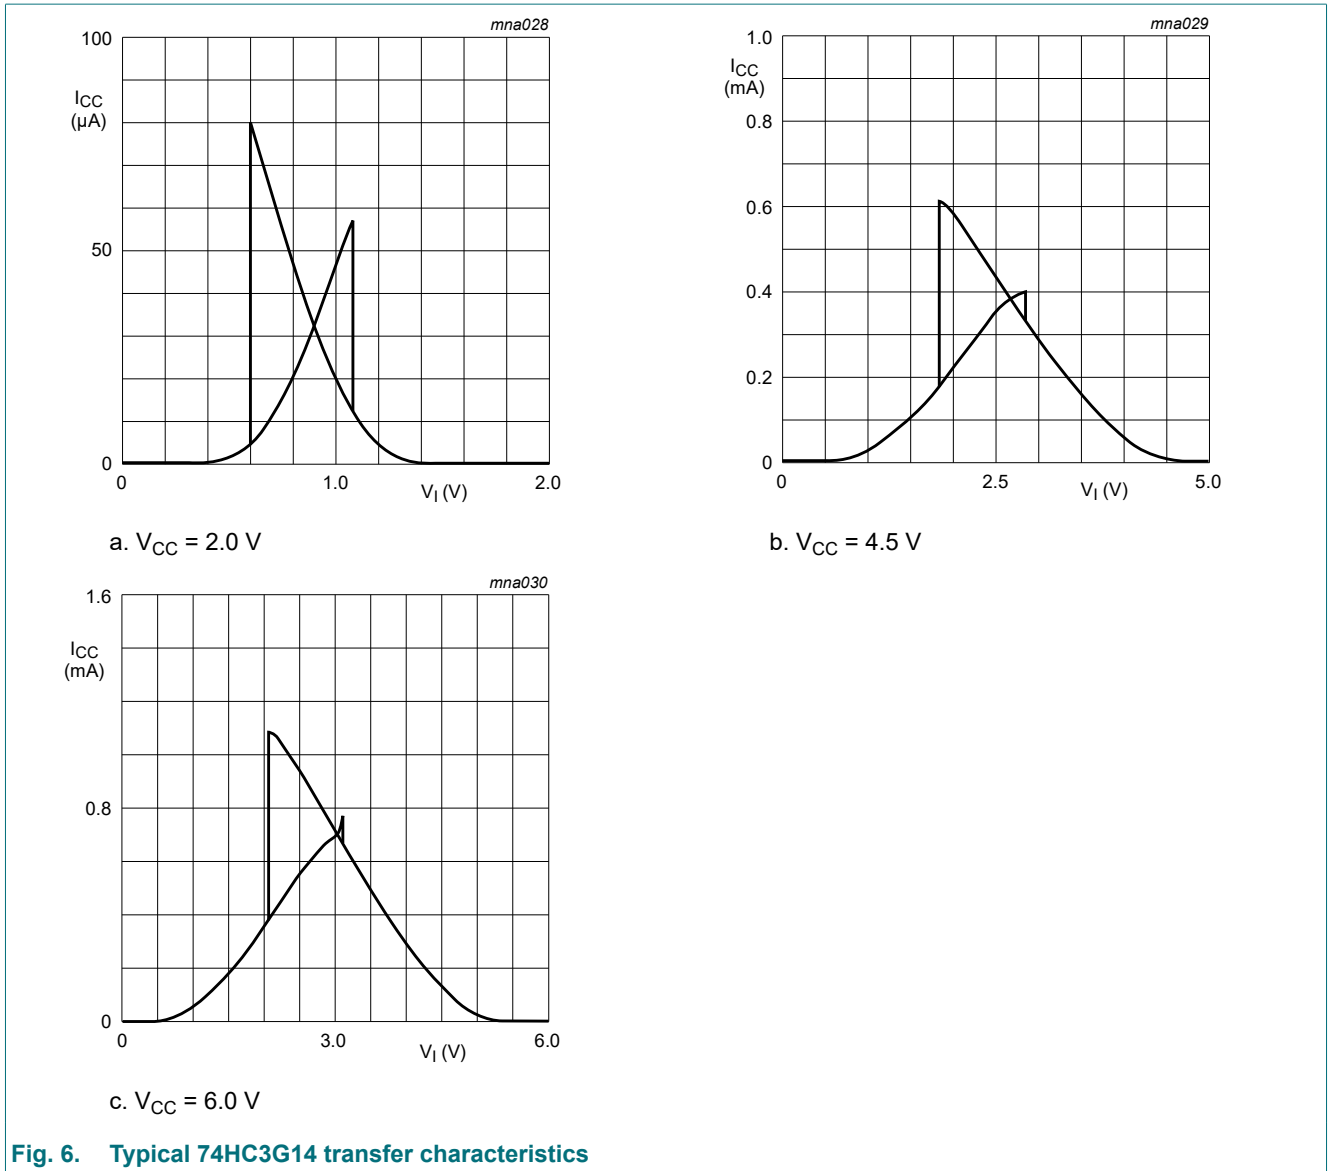 mna028
100
ICC
(µA)
50
0
0 1.0 2.0
VI (V)
a. VCC = 2.0 V
mna029
1.0
ICC
(mA)
0.8
0.6
0.4
0.2
0
0 2.5 5.0
VI (V)
b. VCC = 4.5 V
mna030
1.6
ICC
(mA)
0.8
0
0 3.0 6.0
VI (V)
c. VCC = 6.0 V
Fig. 6. Typical 74HC3G14 transfer characteristics